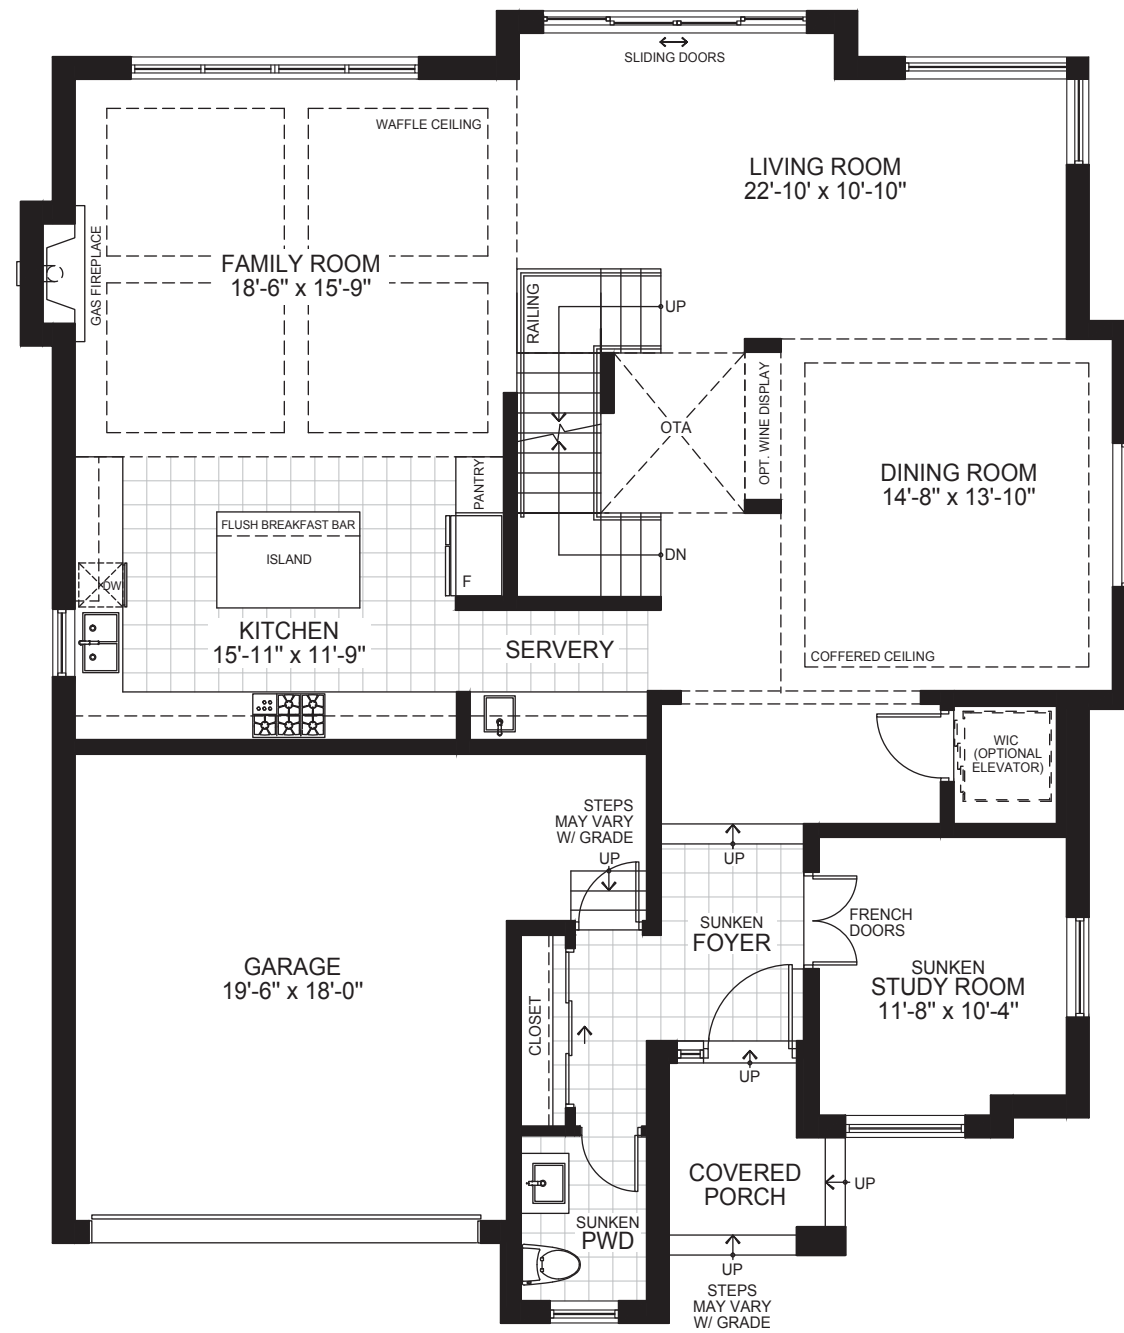 SLIDING DOORS
WAFFLE CEILING
LIVING ROOM
22'-10' x 10'-10"
GAS FIREPLACE
FAMILY ROOM
18'-6" x 15'-9"
RAILING
UP
OPT. WINE DISPLAY
OTA
DINING ROOM
14'-8" x 13'-10"
PANTRY
FLUSH BREAKFAST BAR
ISLAND
F
DW
DN
KITCHEN
15'-11" x 11'-9"
SERVERY
COFFERED CEILING
WIC
(OPTIONAL
ELEVATOR)
STEPS
MAY VARY
W/ GRADE
UP
UP
SUNKEN
FOYER
FRENCH
DOORS
GARAGE
19'-6" x 18'-0"
SUNKEN
STUDY ROOM
11'-8" x 10'-4"
CLOSET
UP
COVERED
PORCH
UP
SUNKEN
PWD
UP
STEPS
MAY VARY
W/ GRADE